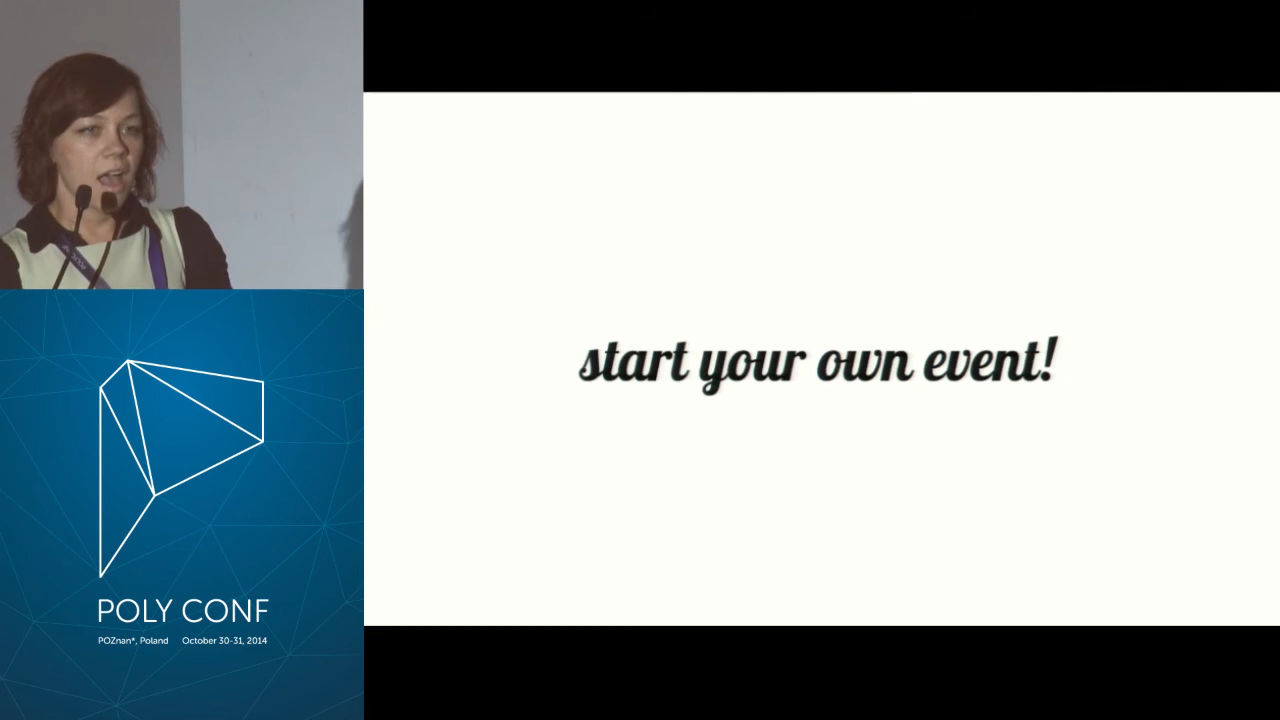 start your own event!
POLY CONF
POZnan*, Poland October 30-31, 2014